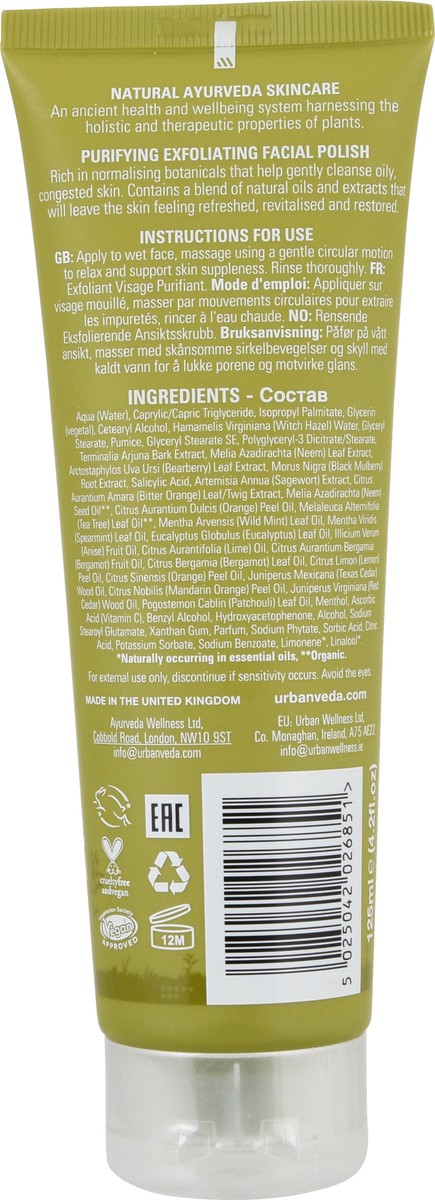 NATURAL AYURVEDA SKINCARE
An ancient health and wellbeing system harnessing the
holistic and therapeutic properties of plants.
PURIFYING EXFOLIATING FACIAL POLISH
Rich in normalising botanicals that help gently cleanse oily,
congested skin. Contains a blend of natural oils and extracts that
will leave the skin feeling refreshed, revitalised and restored.
INSTRUCTIONS FOR USE
GB: Apply to wet face, massage using a gentle circular motion
to relax and support skin suppleness. Rinse thoroughly. FR:
Exfoliant Visage Purifiant. Mode d'emploi: Appliquer sur
visage mouillé, masser par mouvements circulaires pour extraire
les impuretés, rincer à l'eau chaude. NO: Rensende
Eksfolierende Ansiktsskrubb. Bruksanvisning: Påfør på vått
ansikt, masser med skånsomme sirkelbevegelser og skyll med
kaldt vann for å lukke porene og motvirke glans.
INGREDIENTS - Состав
Aqua (Water), Caprylic/Capric Triglyceride, Isopropyl Palmitate, Glycerin
(vegetal), Cetearyl Alcohol, Hamamelis Virginiana (Witch Hazel) Water, Glyceryl
Stearate, Pumice, Glyceryl Stearate SE, Polyglyceryl-3 Dicitrate/Stearate,
Terminalia Arjuna Bark Extract, Melia Azadirachta (Neem) Leaf Extract,
Arctostaphylos Uva Ursi (Bearberry) Leaf Extract, Morus Nigra (Black Mulberry)
Root Extract, Salicylic Acid, Artemisia Annua (Sagewort) Extract, Citrus
Aurantium Amara (Bitter Orange) Leaf/Twig Extract, Melia Azadirachta (Neem)
Seed Oil**, Citrus Aurantium Dulcis (Orange) Peel Oil, Melaleuca Alternifolia
(Tea Tree) Leaf Oil**, Mentha Arvensis (Wild Mint) Leaf Oil, Mentha Viridis
(Spearmint) Leaf Oil, Eucalyptus Globulus (Eucalyptus) Leaf Oil, Illicium Verum
(Anise) Fruit Oil, Citrus Aurantifolia (Lime) Oil, Citrus Aurantium Bergamia
(Bergamot) Fruit Oil, Citrus Bergamia (Bergamot) Leaf Oil, Citrus Limon (Lemon)
Peel Oil, Citrus Sinensis (Orange) Peel Oil, Juniperus Mexicana (Texas Cedar)
Wood Oil, Citrus Nobilis (Mandarin Orange) Peel Oil, Juniperus Virginiana (Red
Cedar) Wood Oil, Pogostemon Cablin (Patchouli) Leaf Oil, Menthol, Ascorbic
Acid (Vitamin C), Benzyl Alcohol, Hydroxyacetophenone, Alcohol, Sodium
Stearoyl Glutamate, Xanthan Gum, Parfum, Sodium Phytate, Sorbic Acid, Citric
Acid, Potassium Sorbate, Sodium Benzoate, Limonene*, Linalool*.
*Naturally occurring in essential oils, **Organic.
For external use only, discontinue if sensitivity occurs. Avoid the eyes.
MADE IN THE UNITED KINGDOM
Ayurveda Wellness Ltd,
Cobbold Road, London, NW10 9ST
info@urbanveda.com
urbanveda.com
EU: Urban Wellness Ltd,
Co. Monaghan, Ireland, A75 AE22
info@urbanwellness.ie
EAC
crueltyfree
andvegan
Vegetarian Society
Vegan
APPROVED
12M
5 025042 026851 >
125ml e (4.2fl.oz)